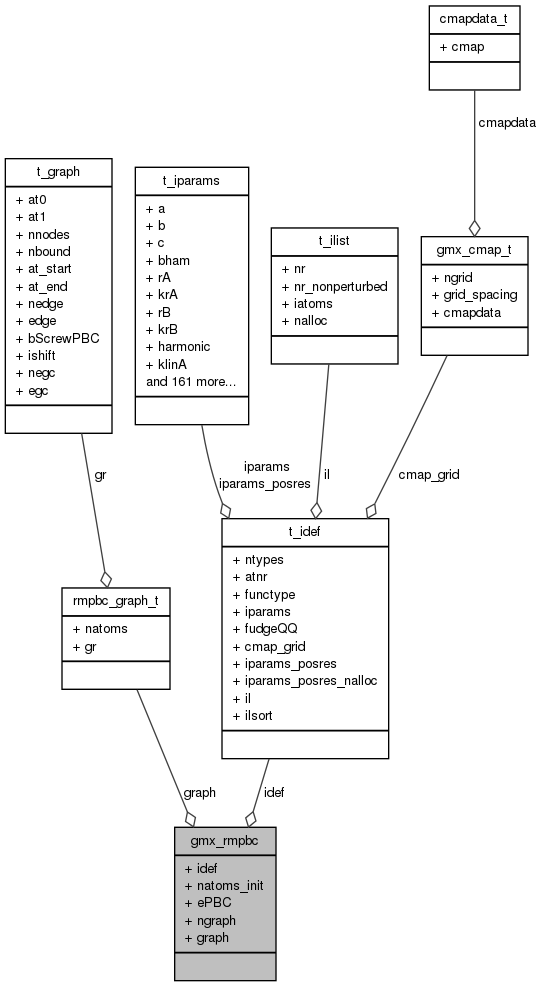 cmapdata_t
+ cmap
cmapdata
t_graph
+ at0
+ at1
+ nnodes
+ nbound
+ at_start
+ at_end
+ nedge
+ edge
+ bScrewPBC
+ ishift
+ negc
+ egc
t_iparams
+ a
+ b
+ c
+ bham
+ rA
+ krA
+ rB
+ krB
+ harmonic
+ klinA
and 161 more...
t_ilist
+ nr
+ nr_nonperturbed
+ iatoms
+ nalloc
gmx_cmap_t
+ ngrid
+ grid_spacing
+ cmapdata
gr
iparams
iparams_posres
il
cmap_grid
rmpbc_graph_t
+ natoms
+ gr
t_idef
+ ntypes
+ atnr
+ functype
+ iparams
+ fudgeQQ
+ cmap_grid
+ iparams_posres
+ iparams_posres_nalloc
+ il
+ ilsort
graph
idef
gmx_rmpbc
+ idef
+ natoms_init
+ ePBC
+ ngraph
+ graph